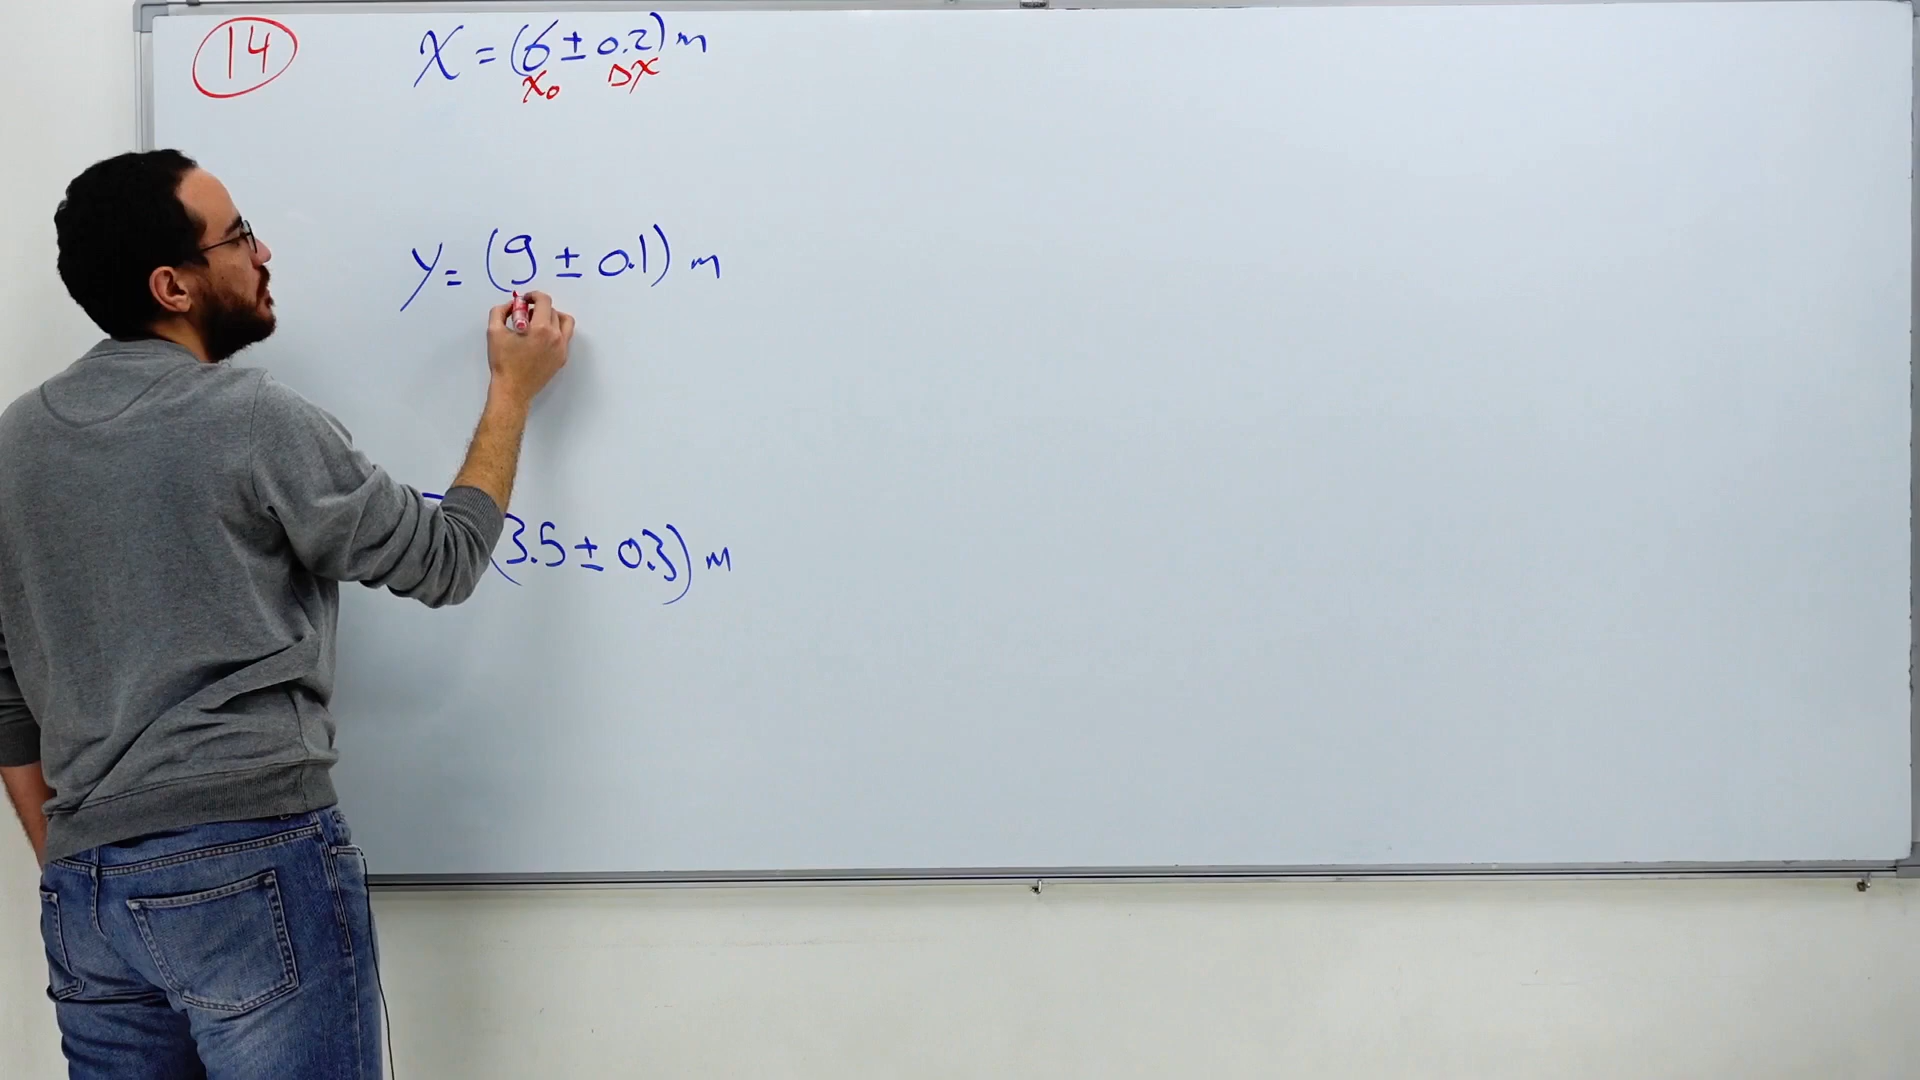 14
X = (6 ± 0.2) m
x₀ Δx
y = (9 ± 0.1) m
(3.5 ± 0.3) m